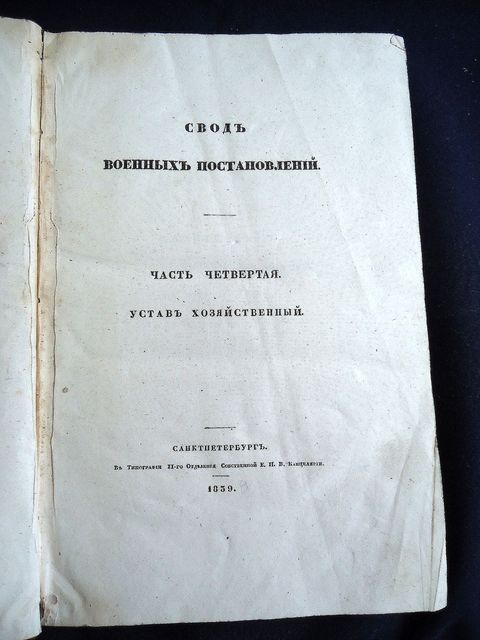 СВОДЪ
ВОЕННЫХЪ ПОСТАНОВЛЕНІЙ.
ЧАСТЬ ЧЕТВЕРТАЯ.
УСТАВЪ ХОЗЯЙСТВЕННЫЙ.
САНКТПЕТЕРБУРГЪ.
Въ Типографіи II-го Отдѣленія Собственной Е. И. В. Канцеляріи.
1839.